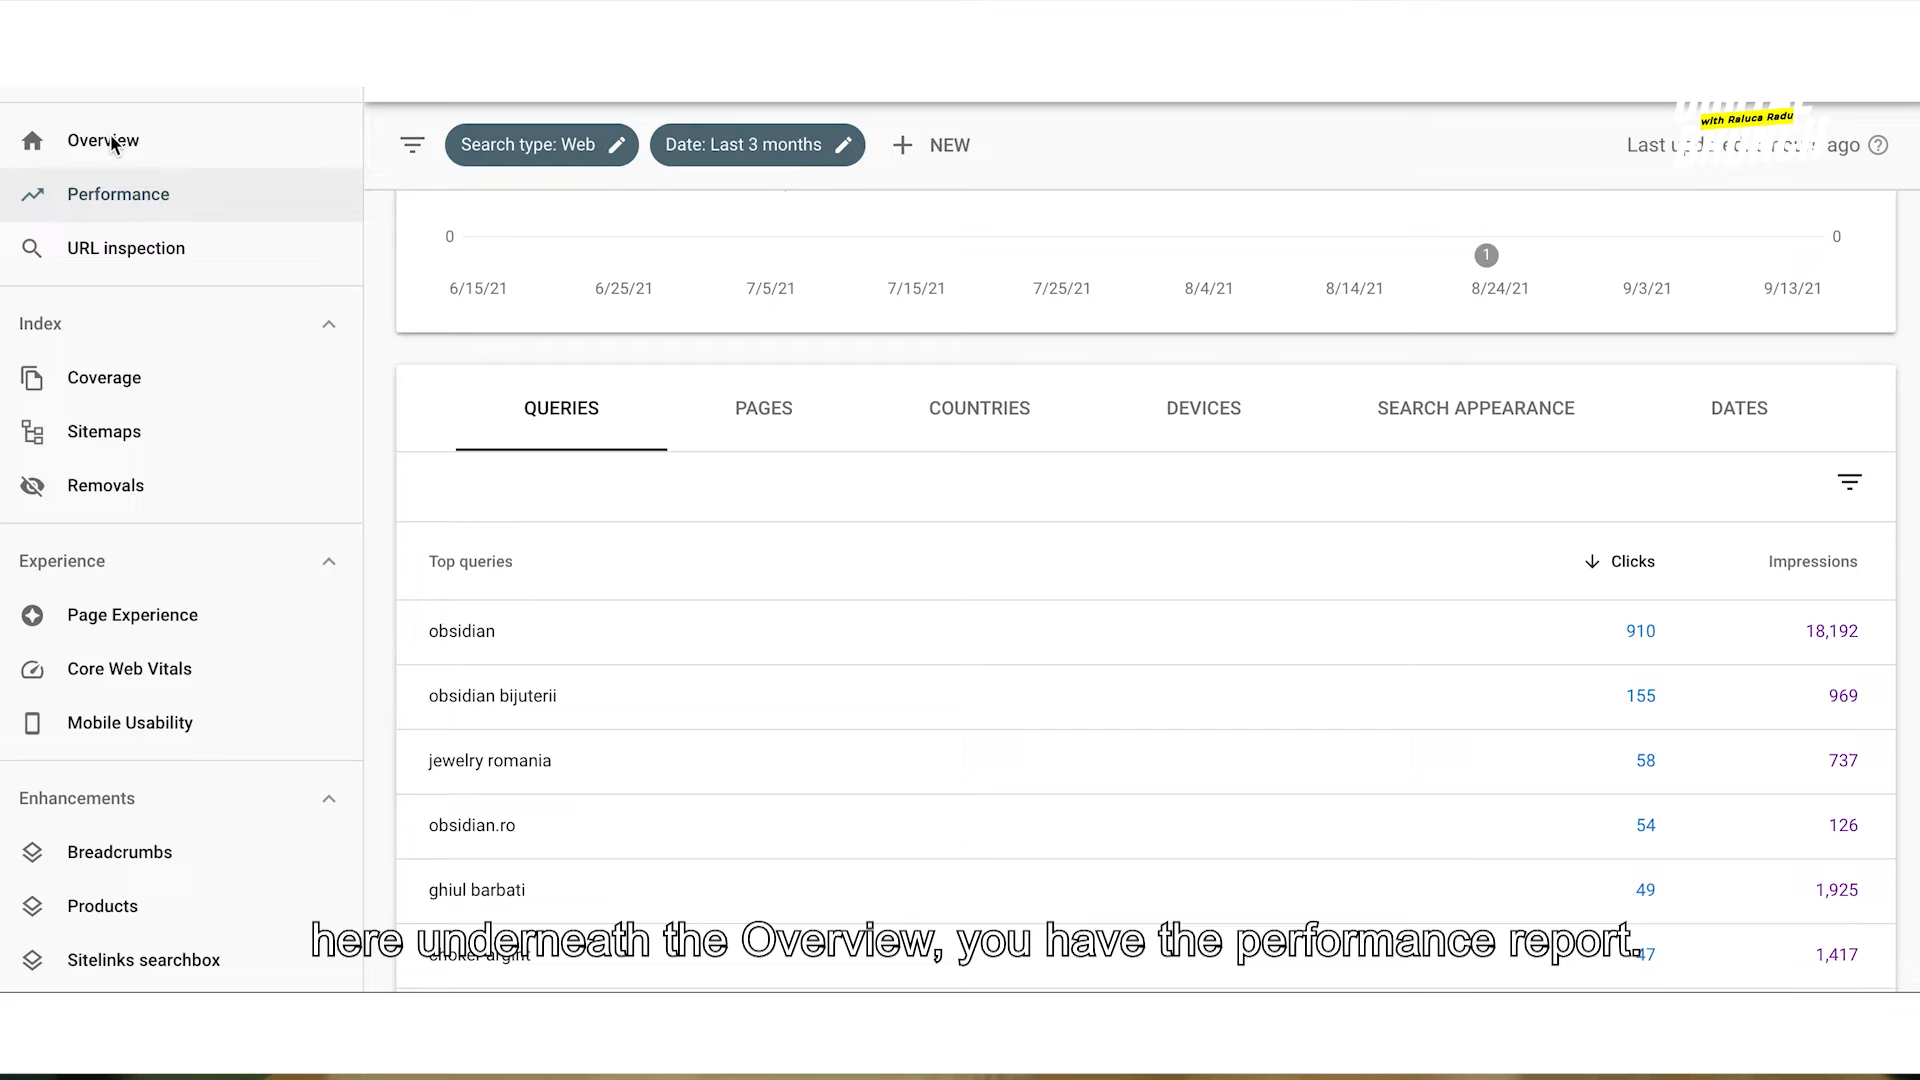 with Raluca Radu
Overview
Performance
URL inspection
Index
Coverage
Sitemaps
Removals
Experience
Page Experience
Core Web Vitals
Mobile Usability
Enhancements
Breadcrumbs
Products
Sitelinks searchbox
Search type: Web
Date: Last 3 months
NEW
Last ago
0 0
1
6/15/21 6/25/21 7/5/21 7/15/21 7/25/21 8/4/21 8/14/21 8/24/21 9/3/21 9/13/21
QUERIES PAGES COUNTRIES DEVICES SEARCH APPEARANCE DATES
Top queries Clicks Impressions
obsidian 910 18,192
obsidian bijuterii 155 969
jewelry romania 58 737
obsidian.ro 54 126
ghiul barbati 49 1,925
47 1,417
here underneath the Overview, you have the performance report.